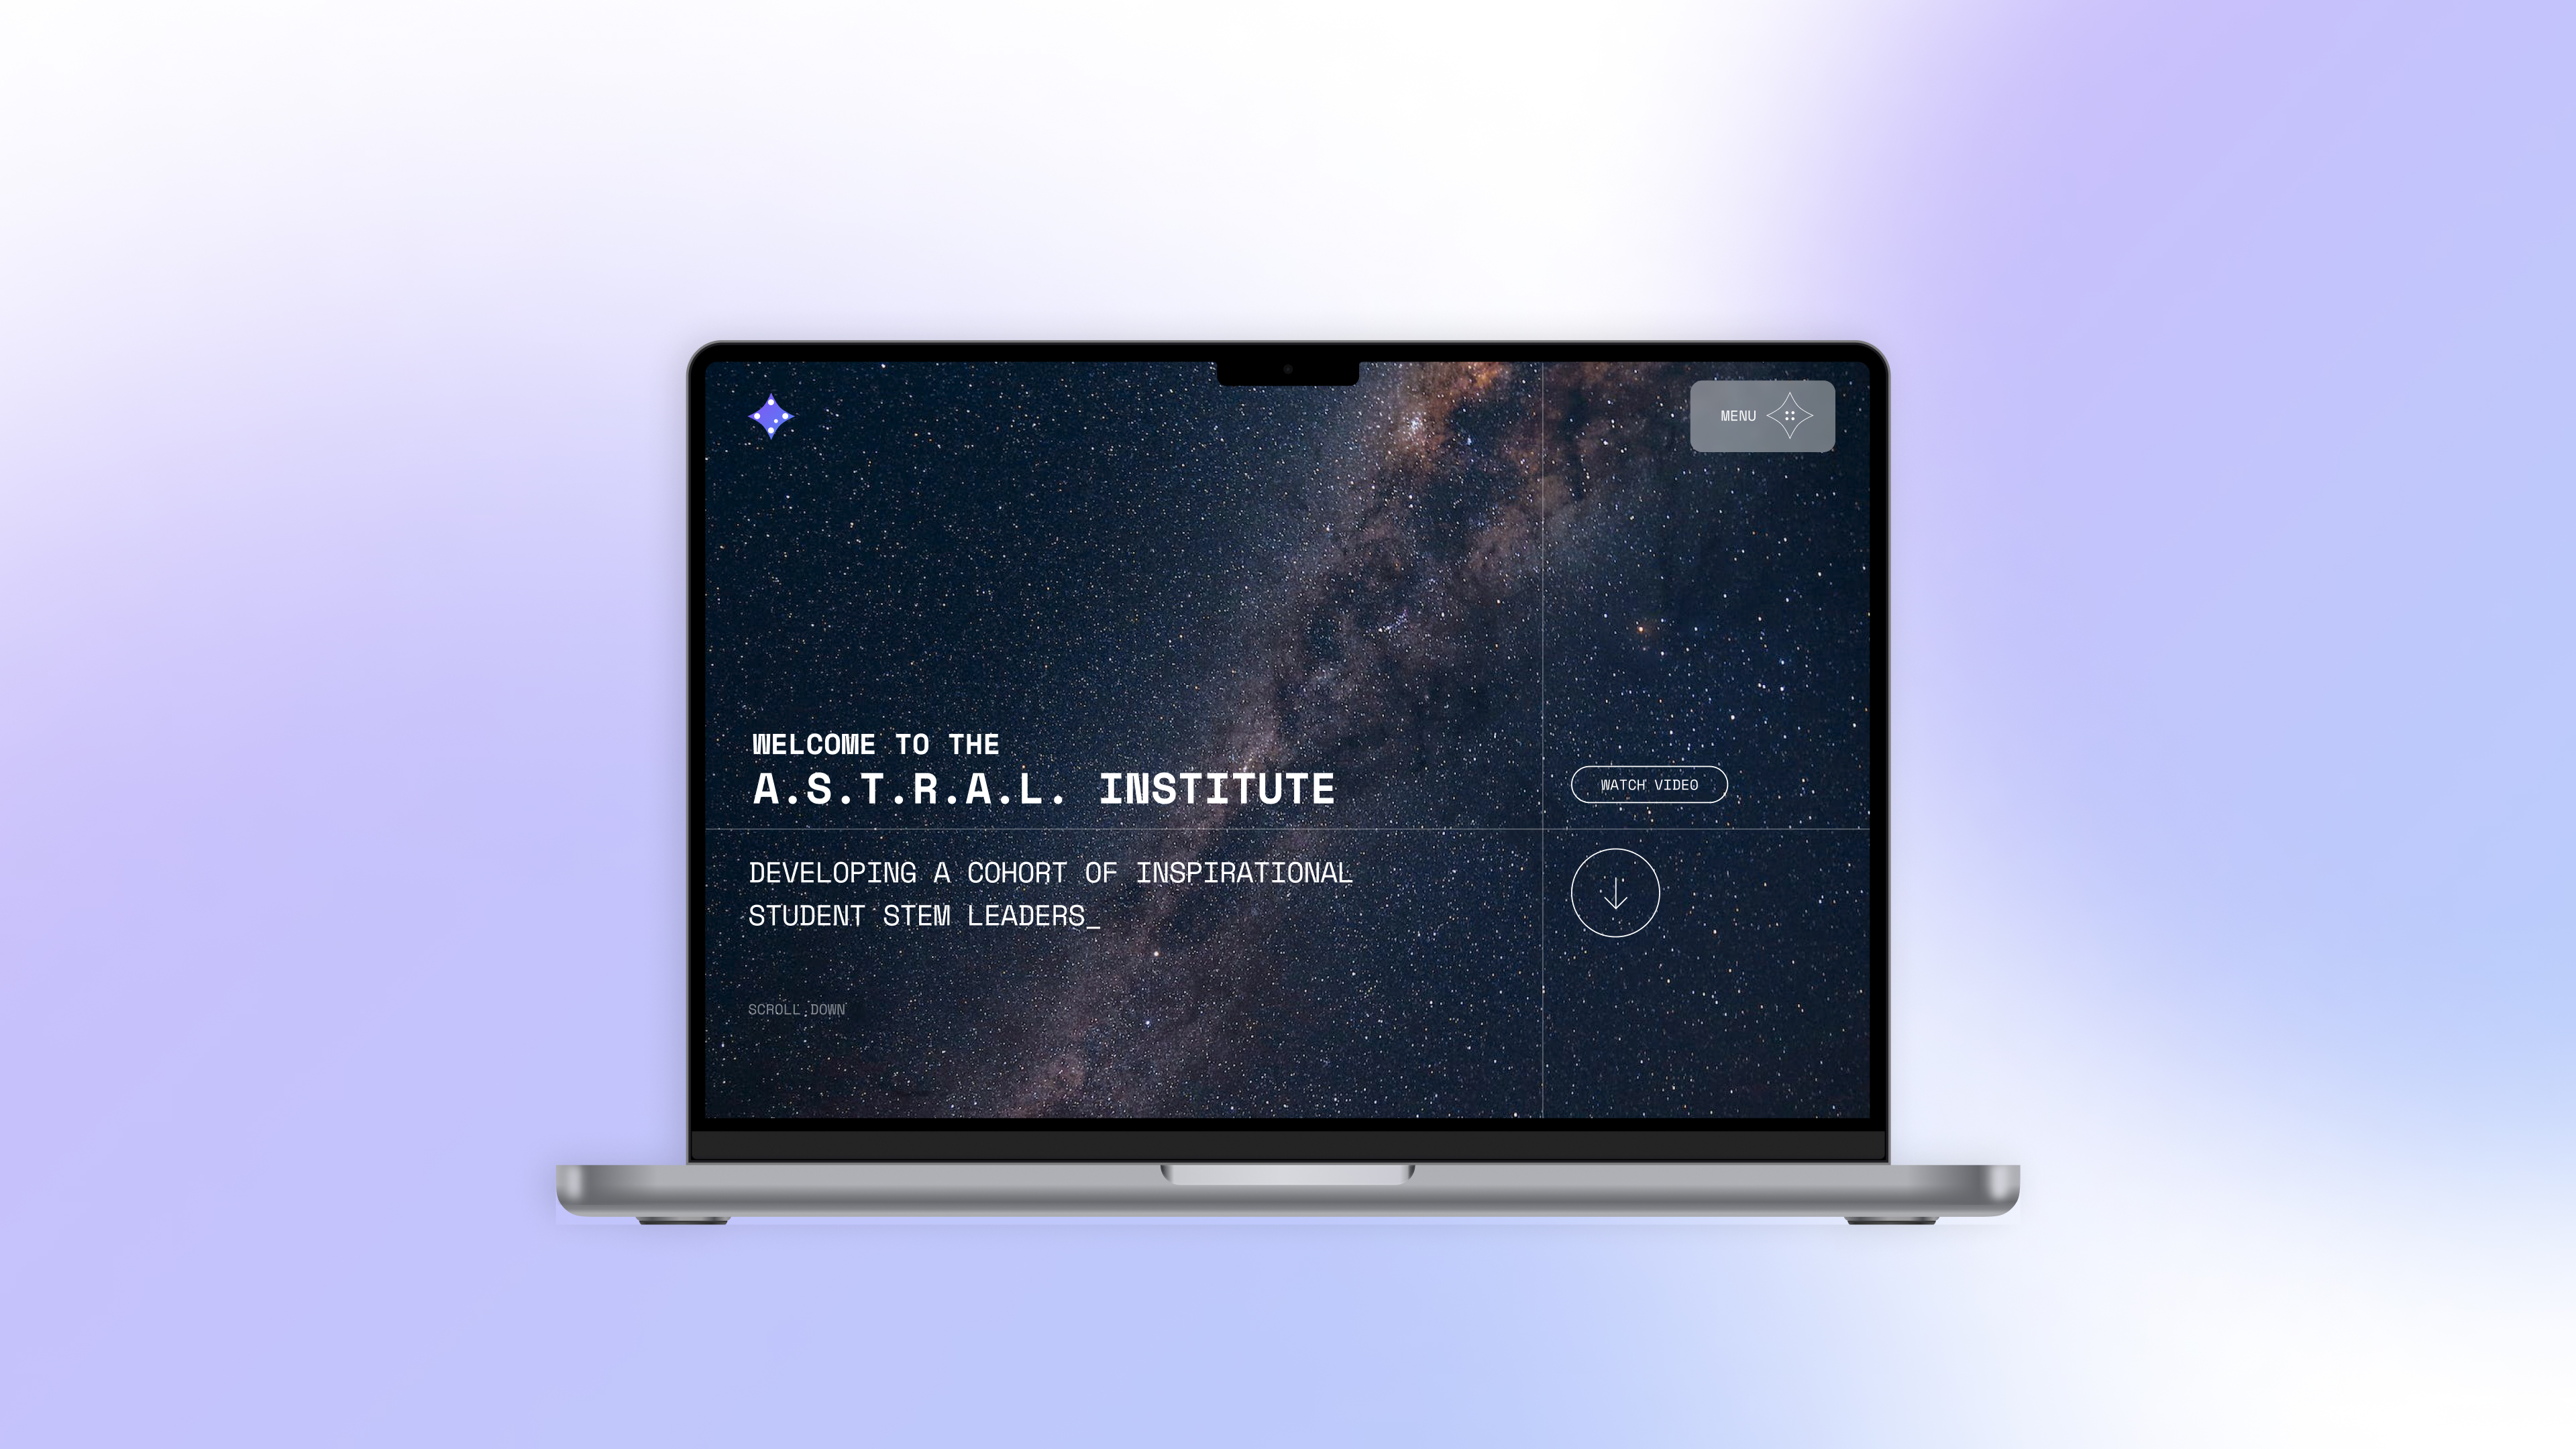 MENU
WELCOME TO THE
A.S.T.R.A.L. INSTITUTE
WATCH VIDEO
DEVELOPING A COHORT OF INSPIRATIONAL
STUDENT STEM LEADERS_
SCROLL DOWN